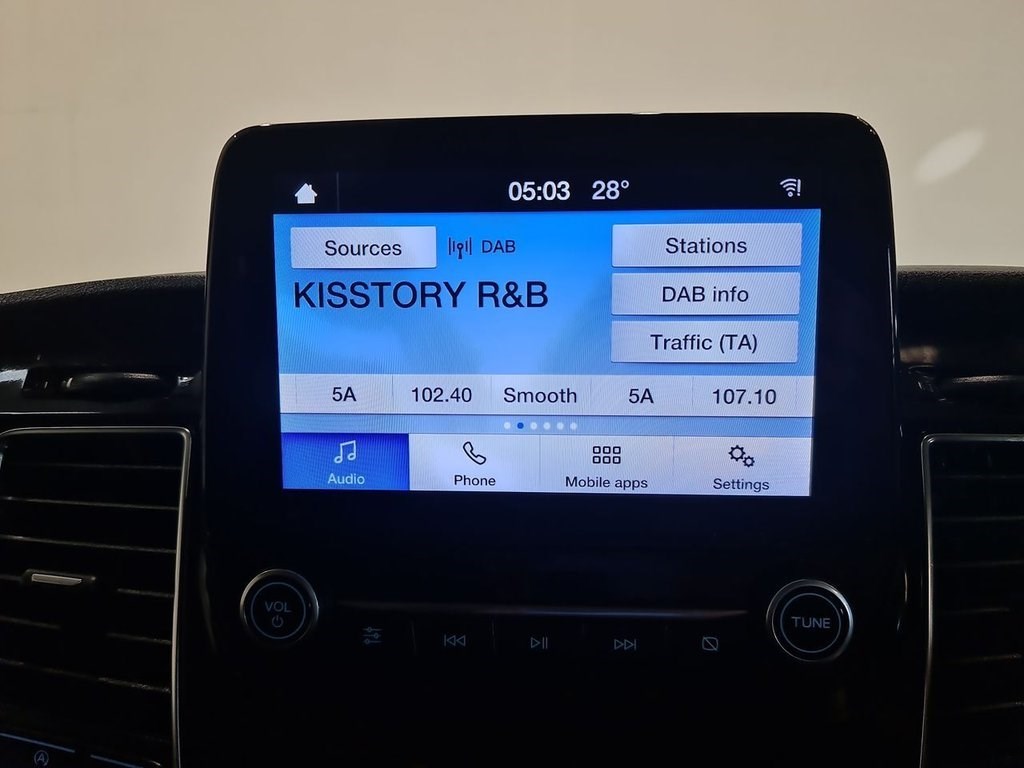 05:03 28°
Sources DAB Stations
KISSTORY R&B DAB info
Traffic (TA)
5A 102.40 Smooth 5A 107.10
Audio Phone Mobile apps Settings
VOL TUNE
A